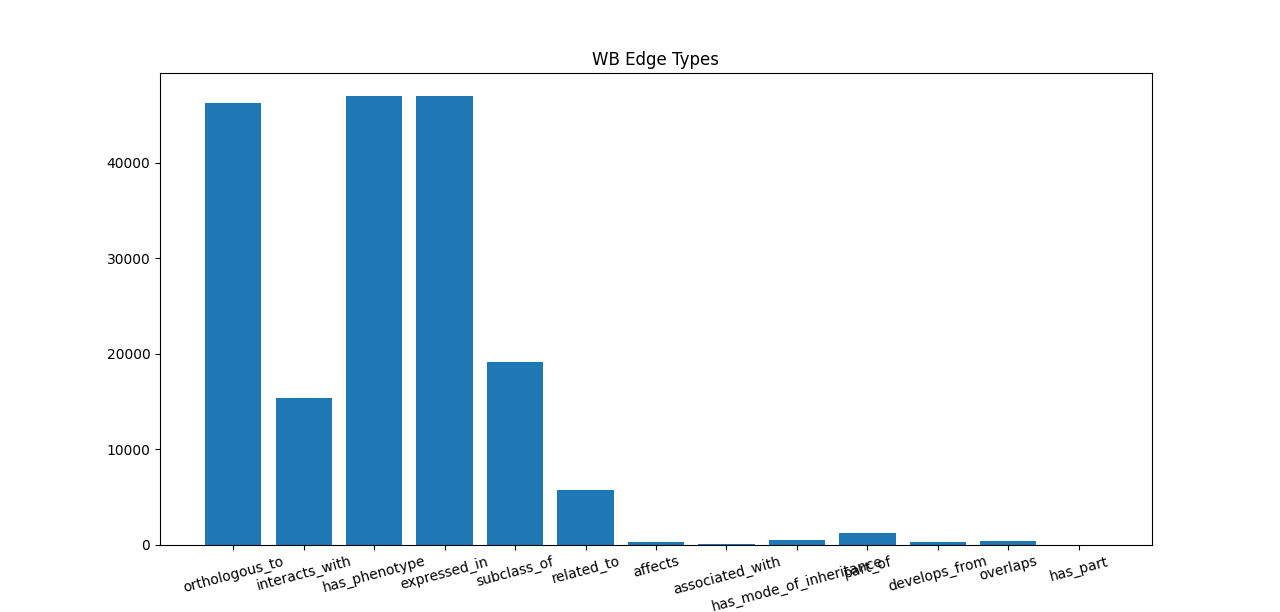 WB Edge Types
40000
30000
20000
10000
0
orthologous_to
interacts_with
has_phenotype
expressed_in
subclass_of
related_to
affects
associated_with
has_mode_of_inheritance
part_of
develops_from
overlaps
has_part